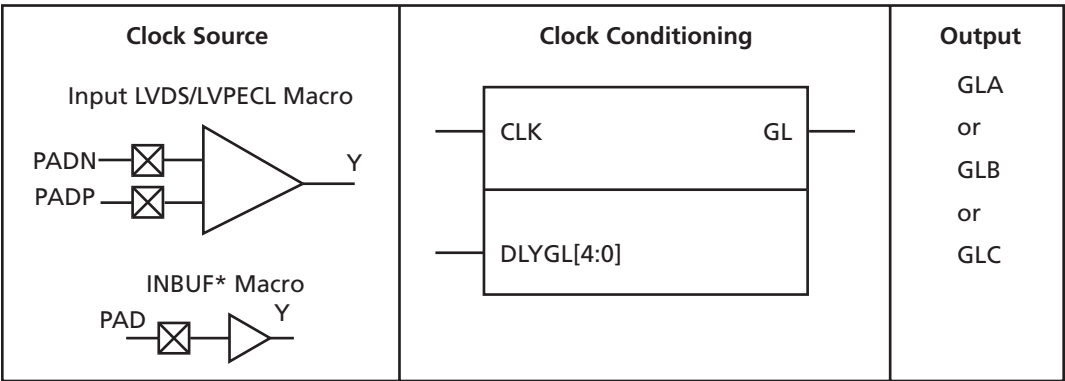 Clock Source
Input LVDS/LVPECL Macro
PADN
PADP
Y
INBUF* Macro
PAD
Y
Clock Conditioning
CLK
GL
DLYGL[4:0]
Output
GLA
or
GLB
or
GLC